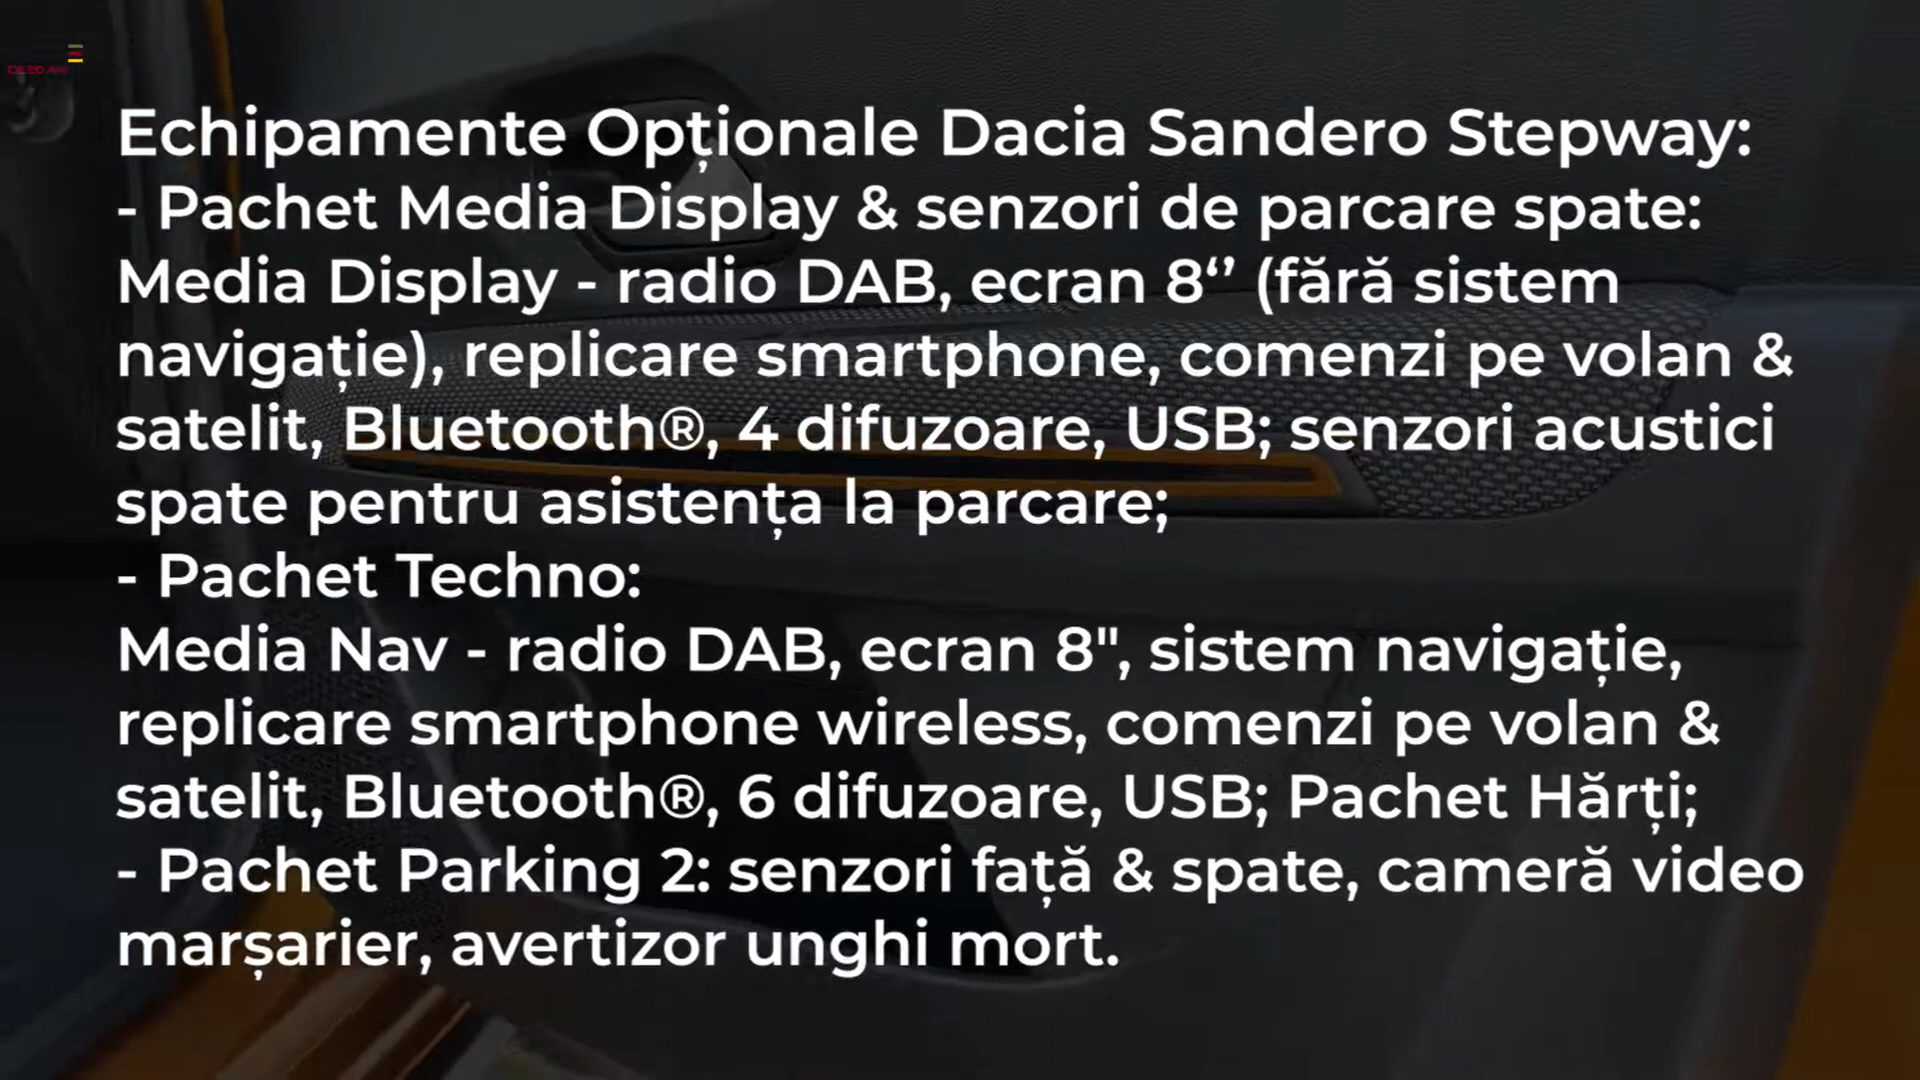 Echipamente Opționale Dacia Sandero Stepway:
- Pachet Media Display & senzori de parcare spate:
Media Display - radio DAB, ecran 8‘’ (fără sistem
navigație), replicare smartphone, comenzi pe volan &
satelit, Bluetooth®, 4 difuzoare, USB; senzori acustici
spate pentru asistența la parcare;
- Pachet Techno:
Media Nav - radio DAB, ecran 8", sistem navigație,
replicare smartphone wireless, comenzi pe volan &
satelit, Bluetooth®, 6 difuzoare, USB; Pachet Hărți;
- Pachet Parking 2: senzori față & spate, cameră video
marșarier, avertizor unghi mort.